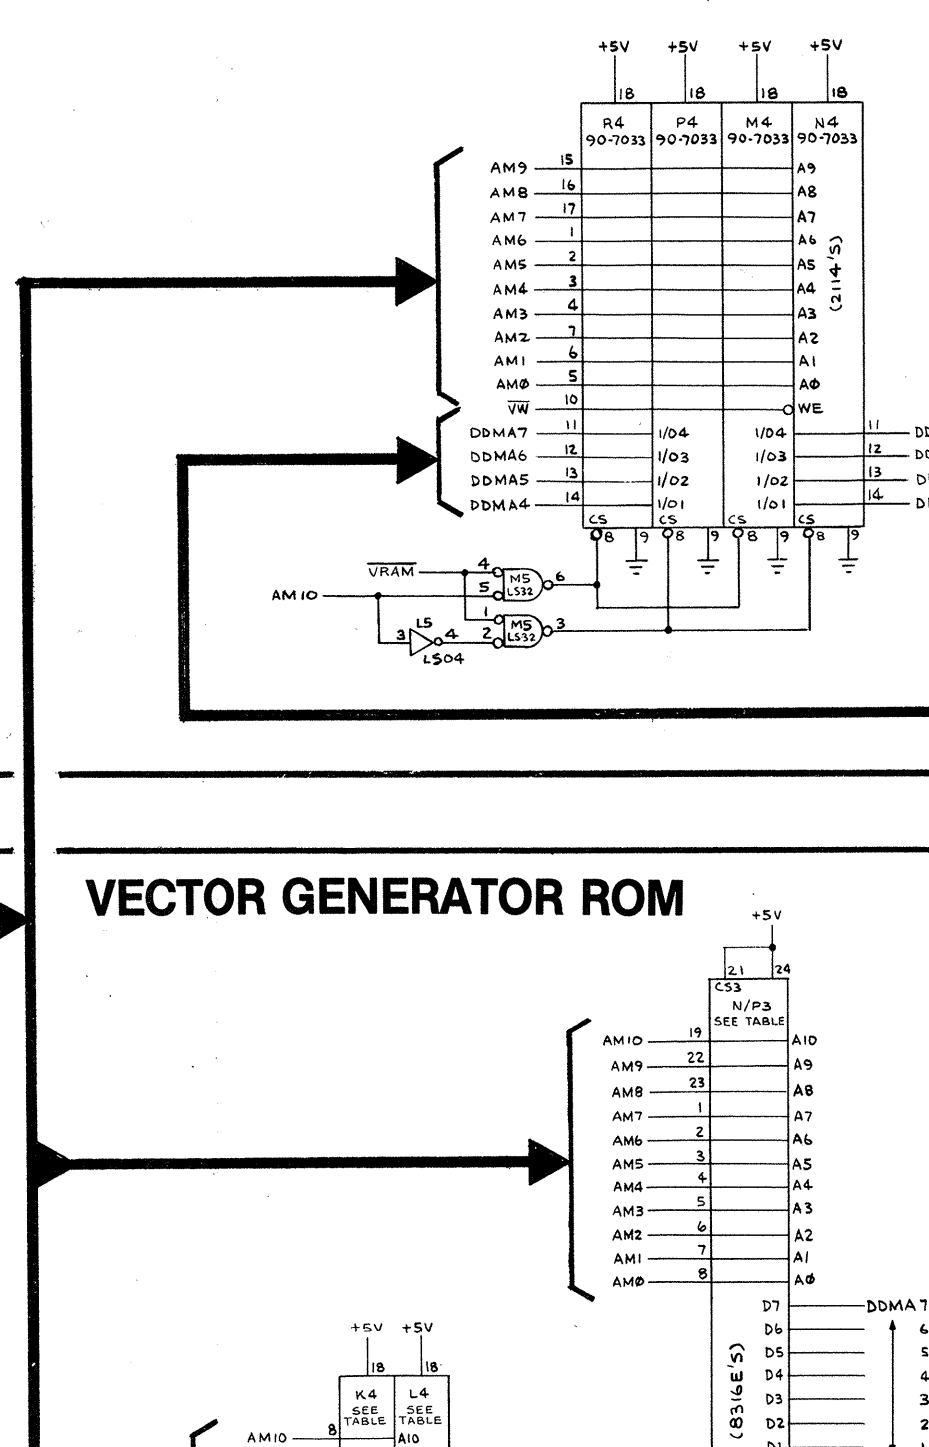 +5V +5V +5V +5V
18 18 18 18
R4 P4 M4 N4
90-7033 90-7033 90-7033 90-7033
AM9 15 A9
AM8 16 A8
AM7 17 A7
AM6 1 A6
AM5 2 A5
AM4 3 A4
AM3 4 A3
AM2 7 A2
AM1 6 A1
AMØ 5 AØ
(2114'S)
V̅W̅ 10 WE
DDMA7 11 I/O4 I/O4 11
DDMA6 12 I/O3 I/O3 12
DDMA5 13 I/O2 I/O2 13
DDMA4 14 I/O1 I/O1 14
CS CS CS CS
8 9 8 9 8 9 8 9
V̅R̅A̅M̅ 4 M5 6
AM10 5 LS32
L5 1 M5 3
3 4 2 LS32
LS04
VECTOR GENERATOR ROM
+5V
21 24
CS3
N/P3
SEE TABLE
AM10 19 A10
AM9 22 A9
AM8 23 A8
AM7 1 A7
AM6 2 A6
AM5 3 A5
AM4 4 A4
AM3 5 A3
AM2 6 A2
AM1 7 A1
AMØ 8 AØ
D7 DDMA7
D6 6
D5 5
D4 4
D3 3
D2 2
D1 1
(8316E'S)
+5V +5V
18 18
K4 L4
SEE SEE
TABLE TABLE
AM10 8 A10